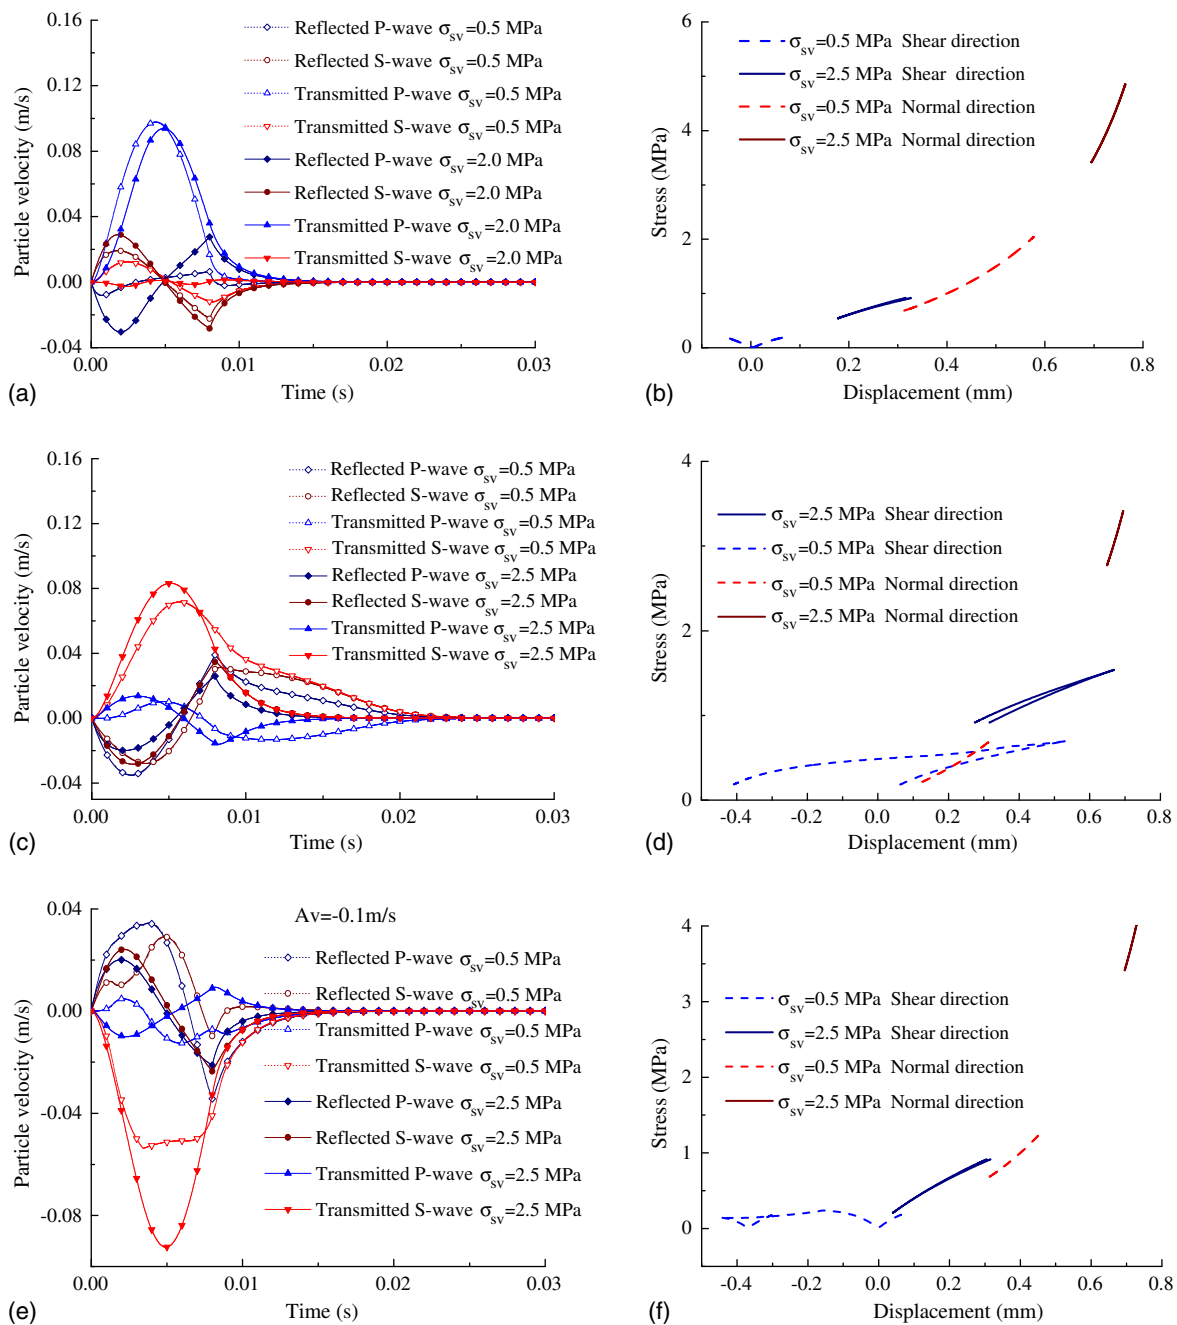 0.16
0.12
0.08
0.04
0.00
-0.04
Particle velocity (m/s)
Reflected P-wave σsv=0.5 MPa
Reflected S-wave σsv=0.5 MPa
Transmitted P-wave σsv=0.5 MPa
Transmitted S-wave σsv=0.5 MPa
Reflected P-wave σsv=2.0 MPa
Reflected S-wave σsv=2.0 MPa
Transmitted P-wave σsv=2.0 MPa
Transmitted S-wave σsv=2.0 MPa
0.00 0.01 0.02 0.03
Time (s)
(a)
6
4
2
0
Stress (MPa)
σsv=0.5 MPa Shear direction
σsv=2.5 MPa Shear direction
σsv=0.5 MPa Normal direction
σsv=2.5 MPa Normal direction
0.0 0.2 0.4 0.6 0.8
Displacement (mm)
(b)
0.16
0.12
0.08
0.04
0.00
-0.04
Particle velocity (m/s)
Reflected P-wave σsv=0.5 MPa
Reflected S-wave σsv=0.5 MPa
Transmitted P-wave σsv=0.5 MPa
Transmitted S-wave σsv=0.5 MPa
Reflected P-wave σsv=2.5 MPa
Reflected S-wave σsv=2.5 MPa
Transmitted P-wave σsv=2.5 MPa
Transmitted S-wave σsv=2.5 MPa
0.00 0.01 0.02 0.03
Time (s)
(c)
4
2
0
Stress (MPa)
σsv=2.5 MPa Shear direction
σsv=0.5 MPa Shear direction
σsv=0.5 MPa Normal direction
σsv=2.5 MPa Normal direction
-0.4 -0.2 0.0 0.2 0.4 0.6 0.8
Displacement (mm)
(d)
0.04
0.00
-0.04
-0.08
Particle velocity (m/s)
Av=-0.1m/s
Reflected P-wave σsv=0.5 MPa
Reflected S-wave σsv=0.5 MPa
Transmitted P-wave σsv=0.5 MPa
Transmitted S-wave σsv=0.5 MPa
Reflected P-wave σsv=2.5 MPa
Reflected S-wave σsv=2.5 MPa
Transmitted P-wave σsv=2.5 MPa
Transmitted S-wave σsv=2.5 MPa
0.00 0.01 0.02 0.03
Time (s)
(e)
4
3
2
1
0
Stress (MPa)
σsv=0.5 MPa Shear direction
σsv=2.5 MPa Shear direction
σsv=0.5 MPa Normal direction
σsv=2.5 MPa Normal direction
-0.4 -0.2 0.0 0.2 0.4 0.6 0.8
Displacement (mm)
(f)